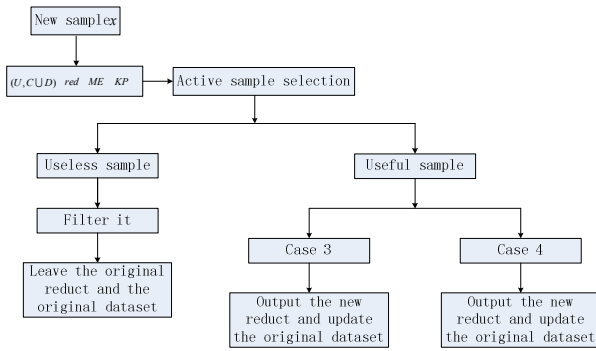 New sample x
(U,C∪D) red ME KP
Active sample selection
Useless sample
Useful sample
Filter it
Case 3
Case 4
Leave the original
reduct and the
original dataset
Output the new
reduct and update
the original dataset
Output the new
reduct and update
the original dataset